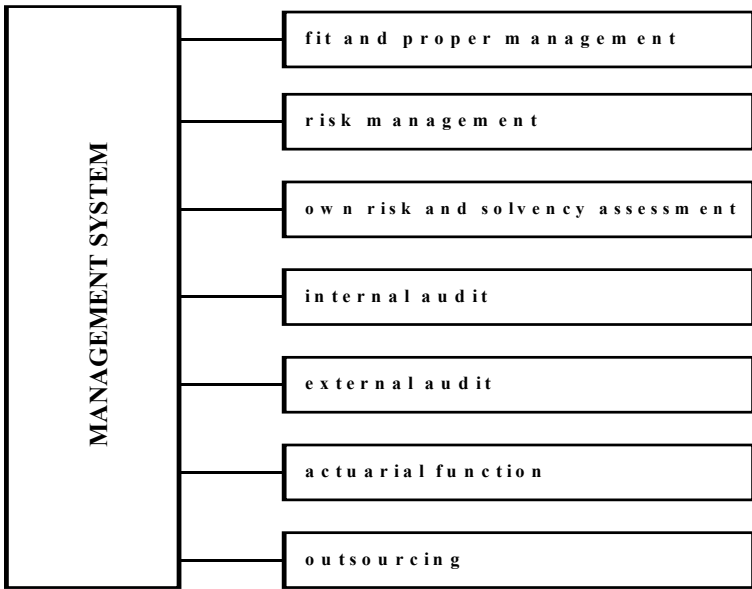 MANAGEMENT SYSTEM
fit and proper management
risk management
own risk and solvency assessment
internal audit
external audit
actuarial function
outsourcing